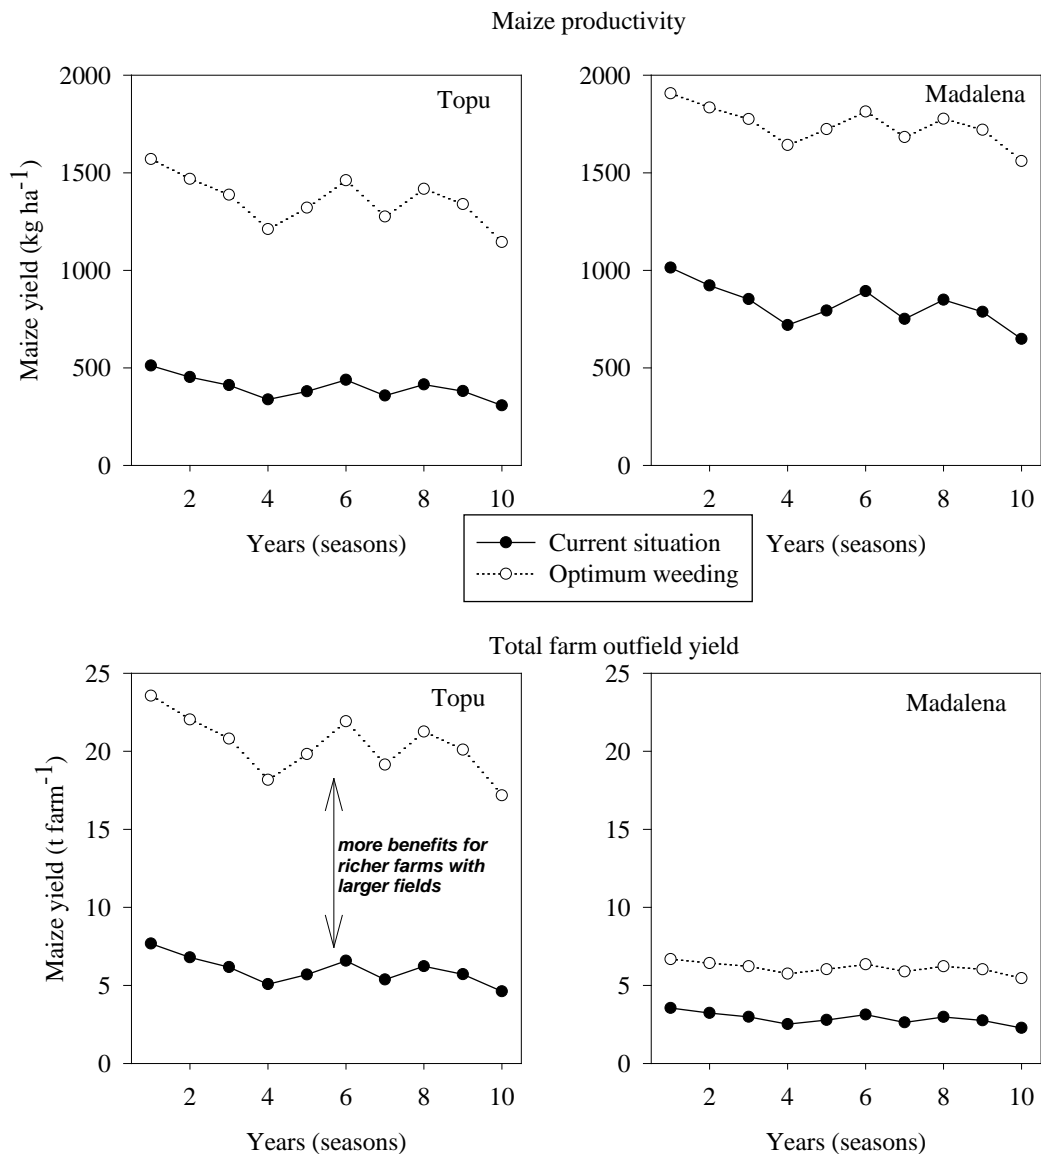 Maize productivity
Topu
Madalena
Maize yield (kg ha-1)
2000
1500
1000
500
0
2000
1500
1000
500
0
2 4 6 8 10
2 4 6 8 10
Years (seasons)
Years (seasons)
Current situation
Optimum weeding
Total farm outfield yield
Topu
Madalena
Maize yield (t farm-1)
25
20
15
10
5
0
25
20
15
10
5
0
more benefits for
richer farms with
larger fields
2 4 6 8 10
2 4 6 8 10
Years (seasons)
Years (seasons)